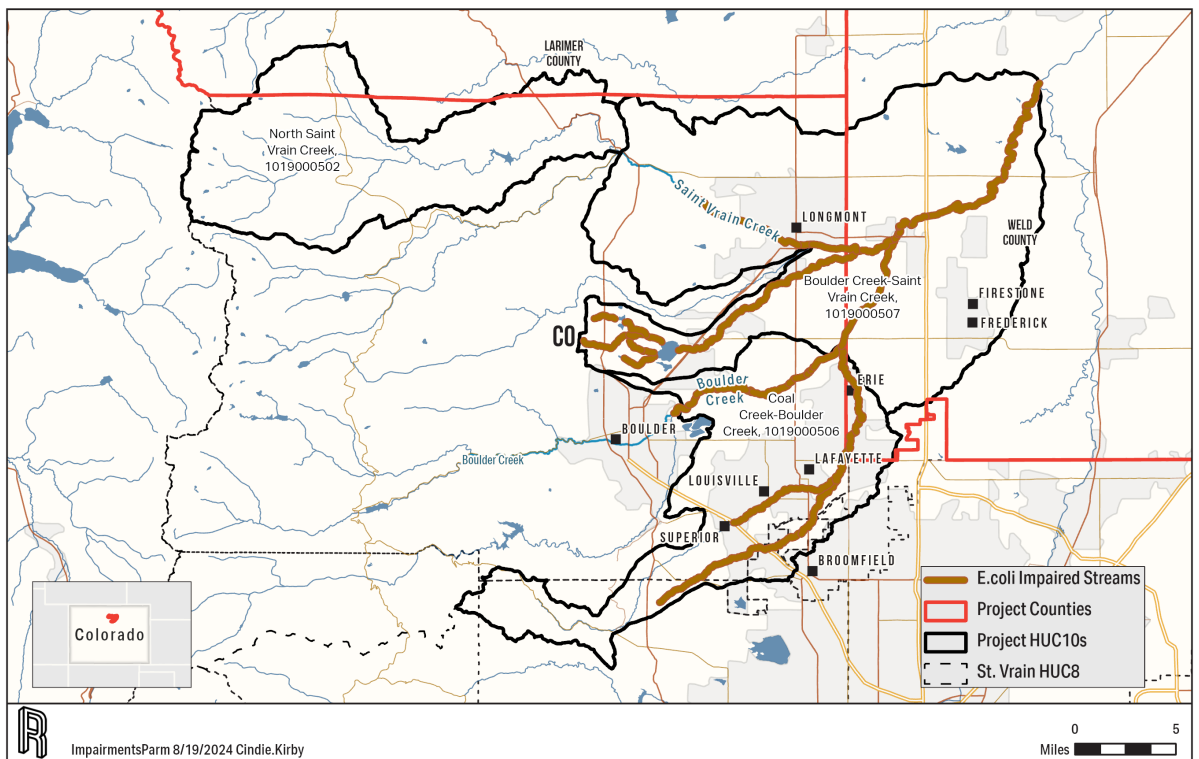 LARIMER
COUNTY
North Saint
Vrain Creek,
1019000502
Saint Vrain Creek
LONGMONT
WELD
COUNTY
Boulder Creek-Saint
Vrain Creek,
1019000507
FIRESTONE
FREDERICK
CO
Boulder
Creek
ERIE
Coal
Creek-Boulder
Creek, 1019000506
BOULDER
Boulder Creek
LAFAYETTE
LOUISVILLE
SUPERIOR
BROOMFIELD
E.coli Impaired Streams
Project Counties
Project HUC10s
St. Vrain HUC8
Colorado
R
ImpairmentsParm 8/19/2024 Cindie.Kirby
0 5
Miles